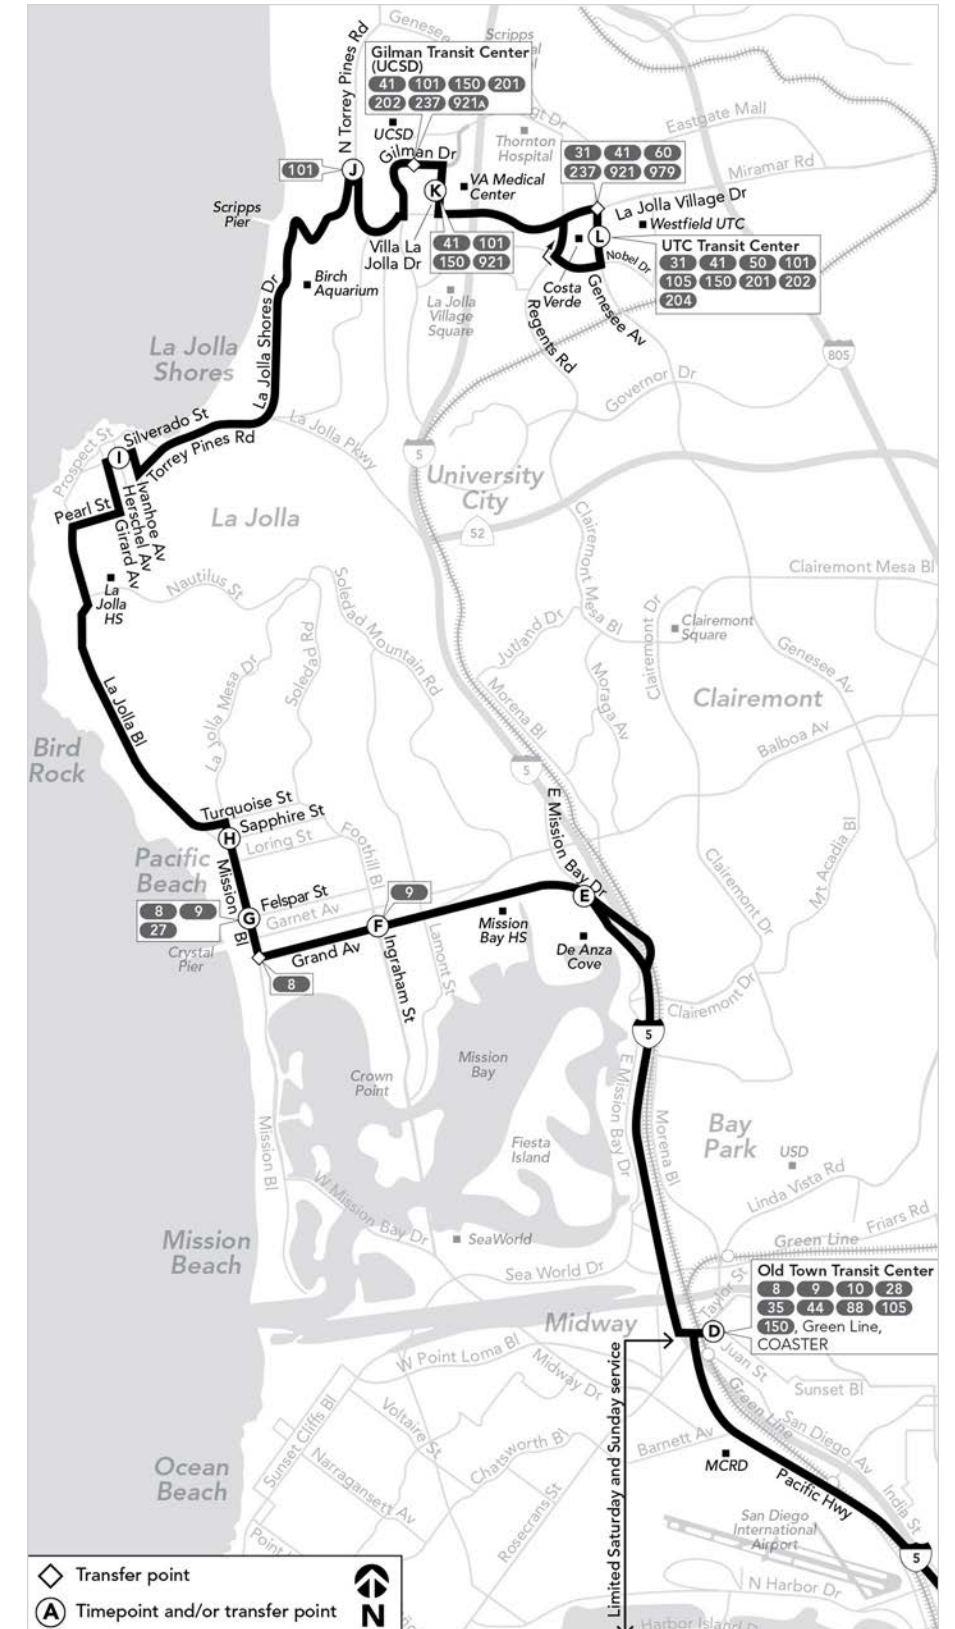 N Torrey Pines Rd
Genesee
Scripps
Gilman Transit Center
(UCSD)
41 101 150 201
202 237 921A
UCSD
Gilman Dr
Thornton
Hospital
Eastgate Mall
Miramar Rd
31 41 60
237 921 979
101
J
K
VA Medical
Center
La Jolla Village Dr
Westfield UTC
Scripps
Pier
Villa La
Jolla Dr
41 101
150 921
L
UTC Transit Center
31 41 50 101
105 150 201 202
204
Nobel Dr
Birch
Aquarium
Costa
Verde
La Jolla
Village
Square
Genesee Av
Regents Rd
La Jolla Shores Dr
La Jolla
Shores
805
Governor Dr
Silverado St
Torrey Pines Rd
La Jolla Pkwy
Prospect St
I
5
University
City
Pearl St
Ivanhoe Av
Herschel Av
Girard Av
La Jolla
52
Clairemont Mesa Bl
Clairemont Mesa Bl
La
Jolla
HS
Nautilus St
Soledad Mountain Rd
Clairemont Dr
Clairemont
Square
Jutland Dr
Genesee Av
La Jolla Mesa Dr
Soledad Rd
Morena Bl
Moraga Av
Clairemont
La Jolla Bl
Balboa Av
Bird
Rock
5
E Mission Bay Dr
Turquoise St
Sapphire St
H
Loring St
Foothill Bl
Mt Acadia Bl
Clairemont Dr
Pacific
Beach
Mission Bl
Felspar St
Garnet Av
9
E
8 9
27
G
F
Mission
Bay HS
De Anza
Cove
Crystal
Pier
Grand Av
Ingraham St
Lamont St
8
Clairemont Dr
5
Mission
Bay
Crown
Point
E Mission Bay Dr
Morena Bl
Mission Bl
Fiesta
Island
Bay
Park
USD
Linda Vista Rd
W Mission Bay Dr
Friars Rd
Mission
Beach
SeaWorld
Green Line
Sea World Dr
Taylor St
Old Town Transit Center
8 9 10 28
35 44 88 105
150, Green Line,
COASTER
Midway
D
W Point Loma Bl
Midway Dr
Juan St
Sunset Bl
Green Line
San Diego Av
Limited Saturday and Sunday service
Sunset Cliffs Bl
Voltaire St
Chatsworth Bl
Barnett Av
MCRD
Ocean
Beach
Narragansett Av
Rosecrans St
Pacific Hwy
India St
San Diego
International
Airport
5
N Harbor Dr
Harbor Island D
Transfer point
A Timepoint and/or transfer point
N